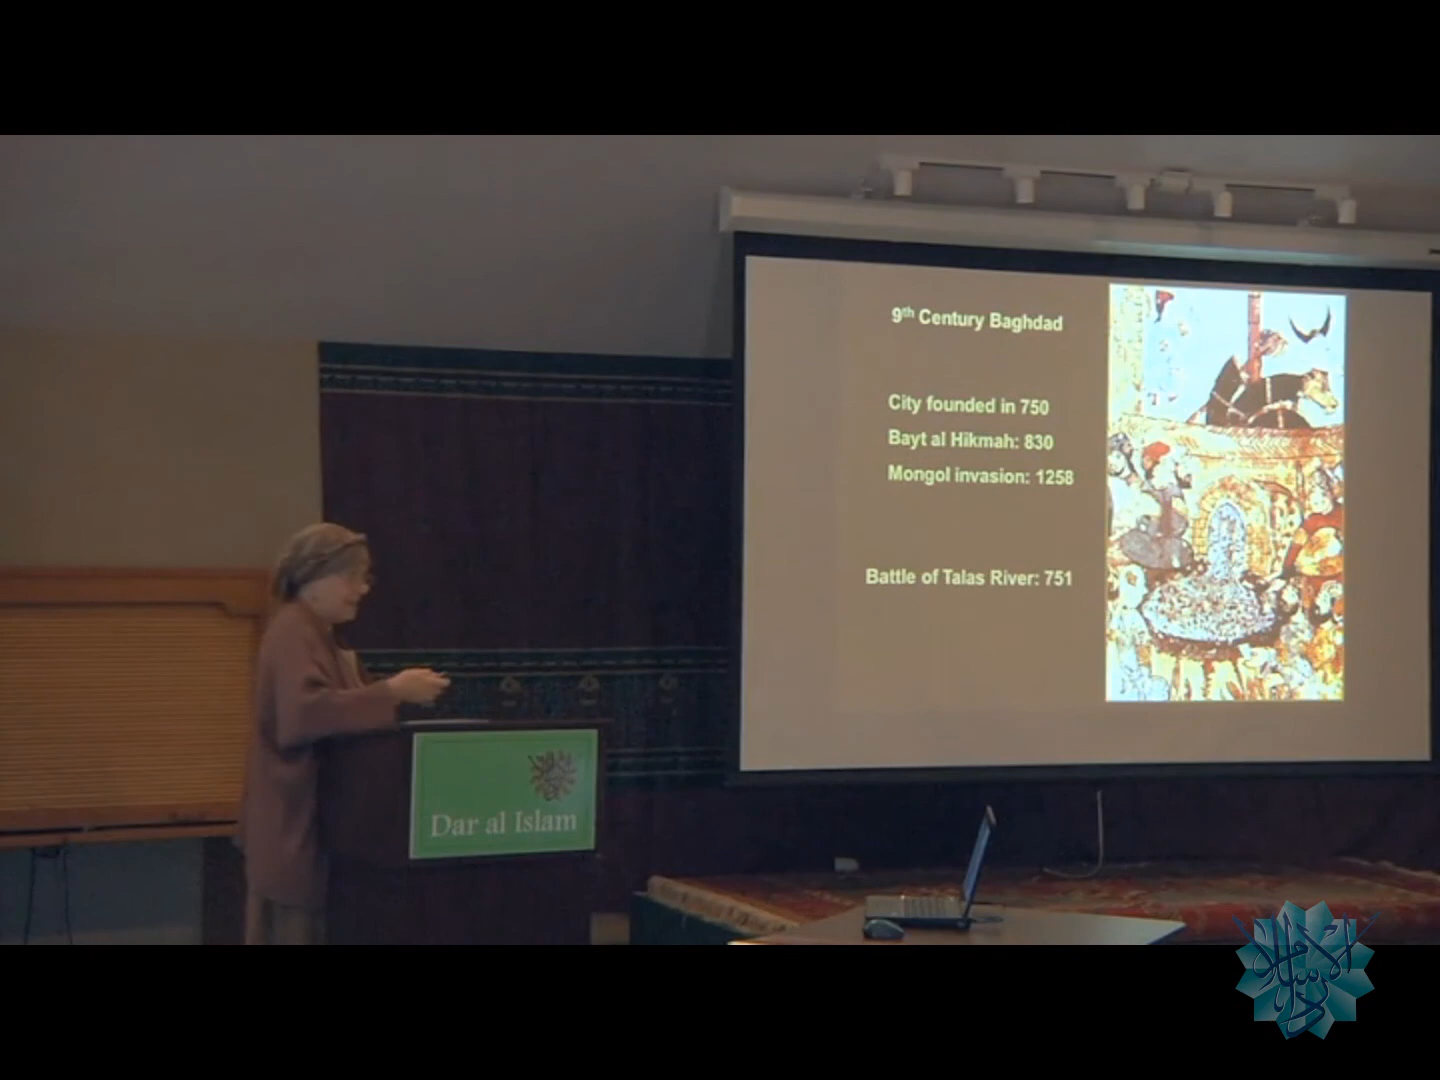 9th Century Baghdad
City founded in 750
Bayt al Hikmah: 830
Mongol invasion: 1258
Battle of Talas River: 751
Dar al Islam